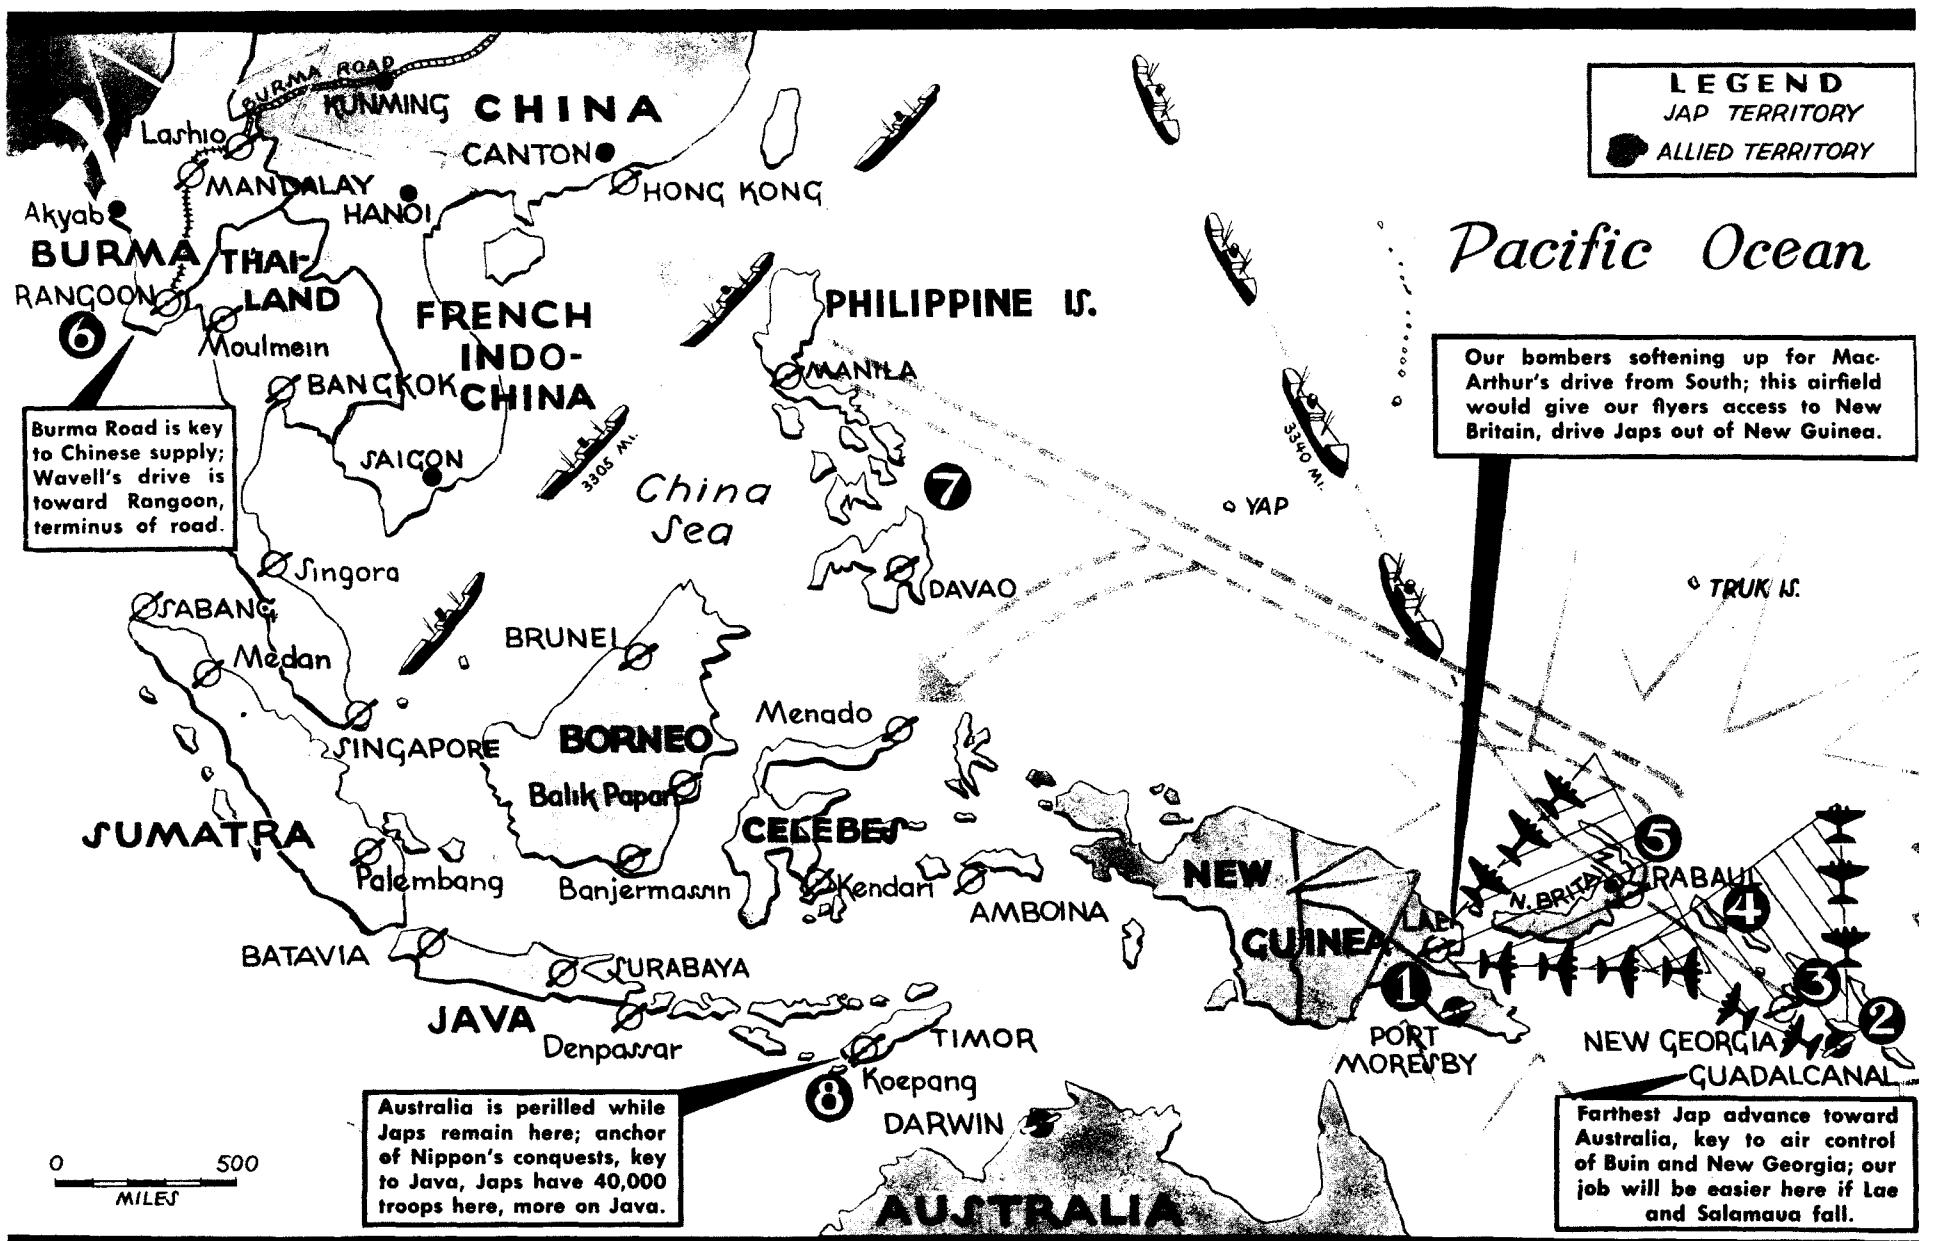 LEGEND
JAP TERRITORY
ALLIED TERRITORY
BURMA ROAD
KUNMING
CHINA
Lashio
CANTON
MANDALAY
HONG KONG
HANOI
Akyab
BURMA
THAI-
LAND
RANGOON
6
Moulmein
FRENCH
INDO-
CHINA
BANGKOK
SAIGON
Pacific Ocean
PHILIPPINE IS.
MANILA
7
3305 MI.
China
Sea
3340 MI.
YAP
TRUK IS.
DAVAO
Our bombers softening up for Mac-
Arthur's drive from South; this airfield
would give our flyers access to New
Britain, drive Japs out of New Guinea.
Burma Road is key
to Chinese supply;
Wavell's drive is
toward Rangoon,
terminus of road.
Singora
SABANG
Medan
BRUNEI
SINGAPORE
BORNEO
Menado
Balik Papan
SUMATRA
CELEBES
Palembang
Banjermassin
Kendari
AMBOINA
NEW
GUINEA
LAE
N. BRITAIN
5
RABAUL
4
BATAVIA
SURABAYA
JAVA
Denpassar
TIMOR
8
Koepang
DARWIN
1
PORT
MORESBY
3
2
NEW GEORGIA
GUADALCANAL
Australia is perilled while
Japs remain here; anchor
of Nippon's conquests, key
to Java, Japs have 40,000
troops here, more on Java.
Farthest Jap advance toward
Australia, key to air control
of Buin and New Georgia; our
job will be easier here if Lae
and Salamaua fall.
0 500
MILES
AUSTRALIA